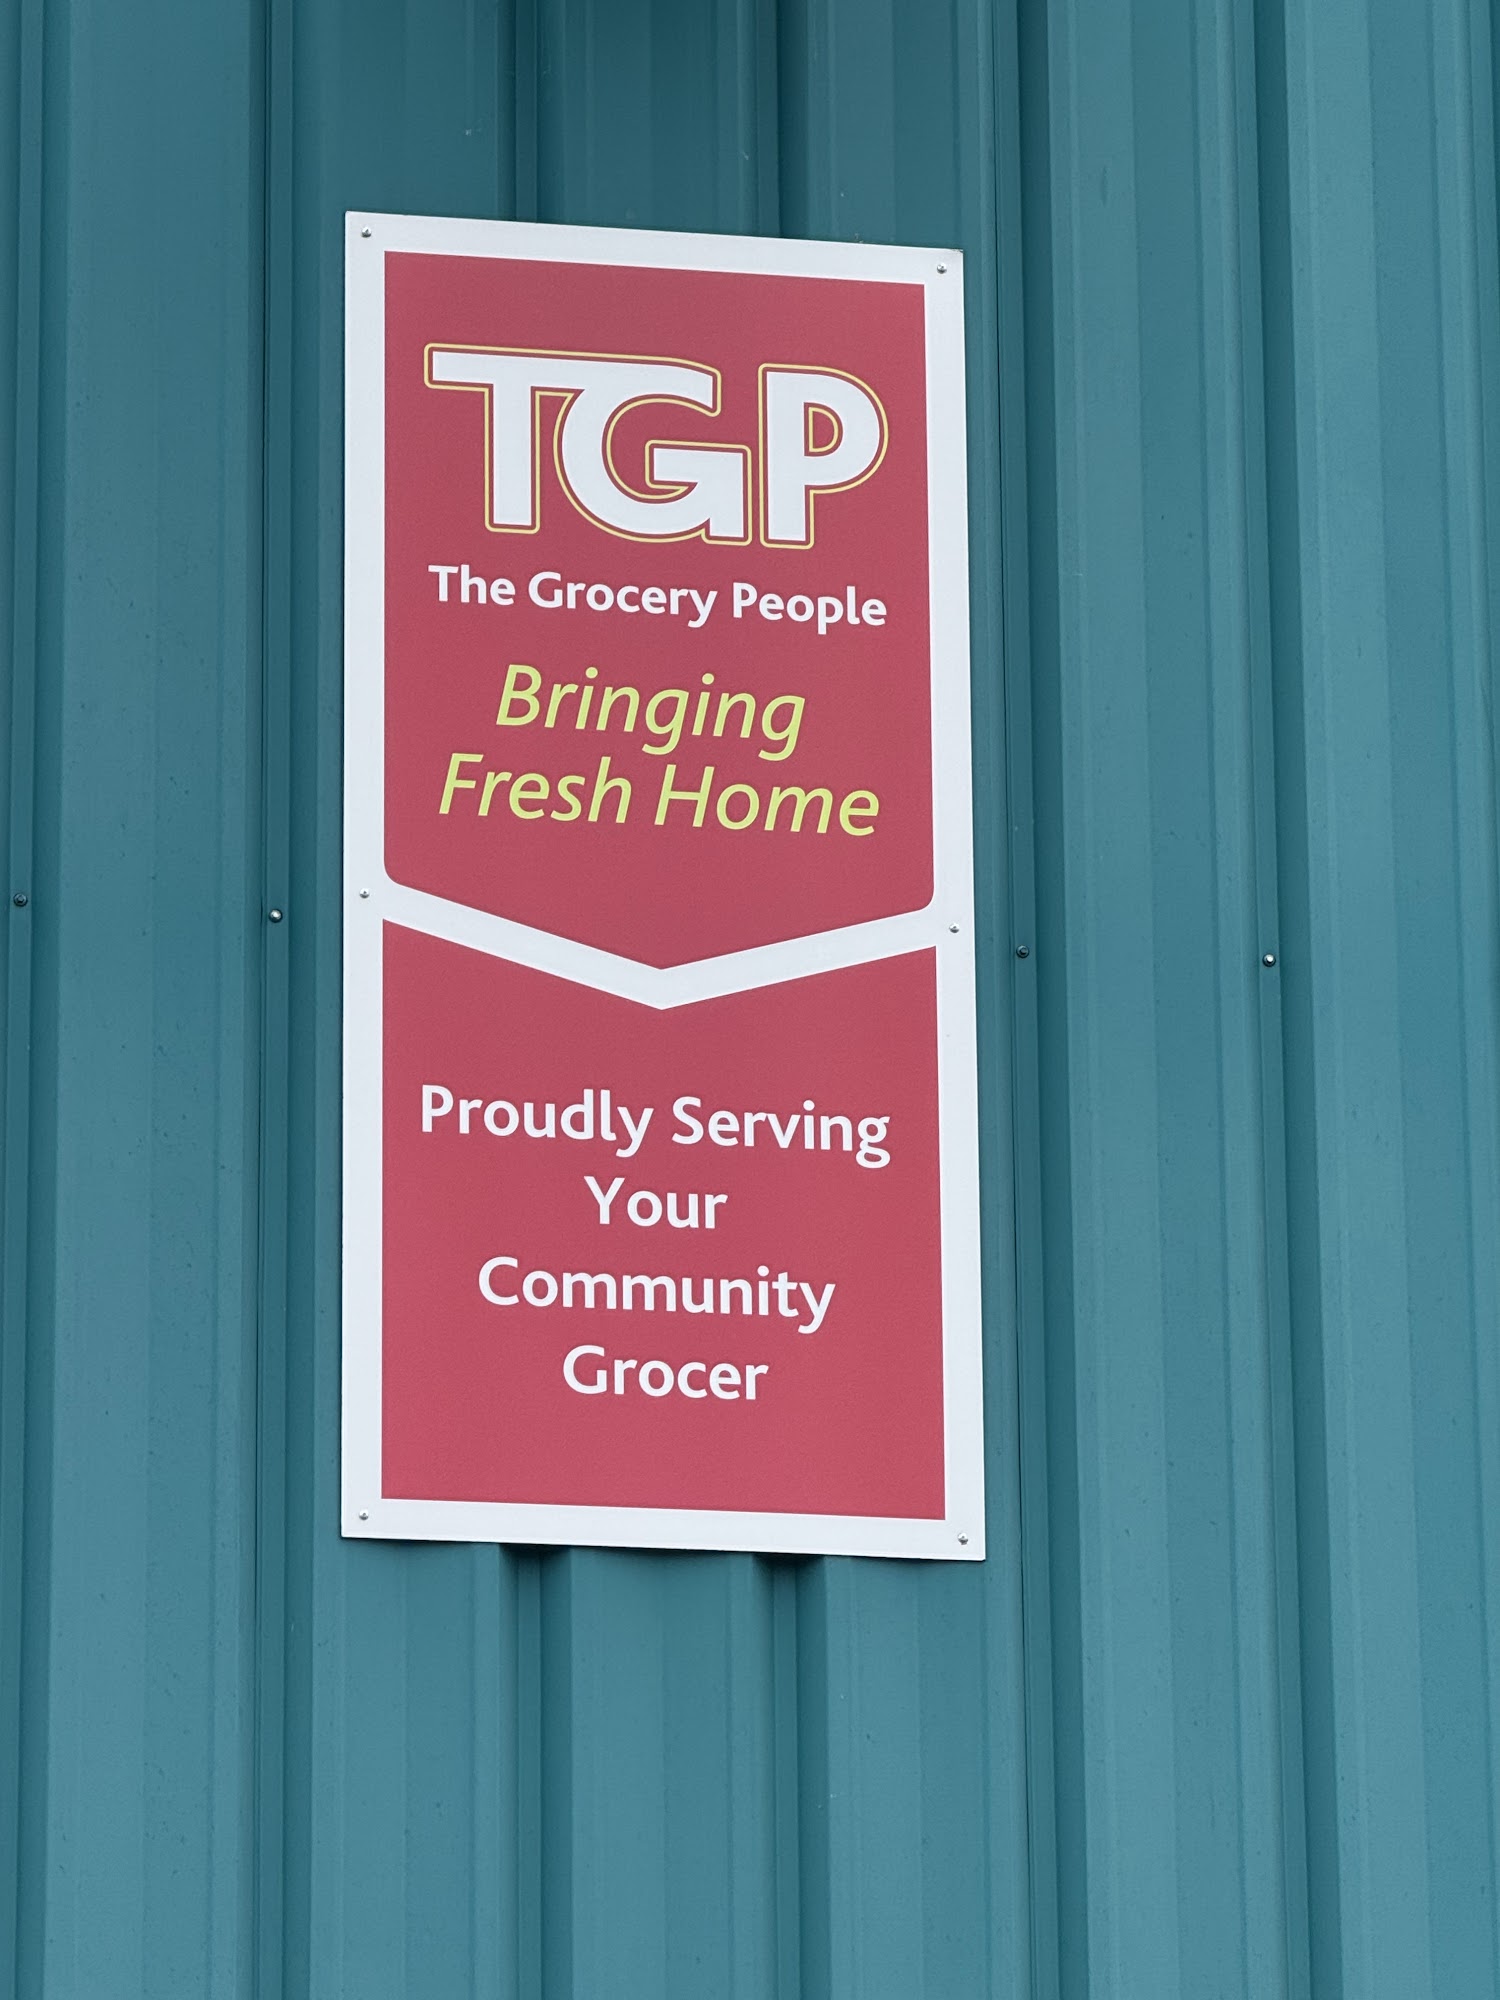 TGP
The Grocery People
Bringing
Fresh Home
Proudly Serving
Your
Community
Grocer